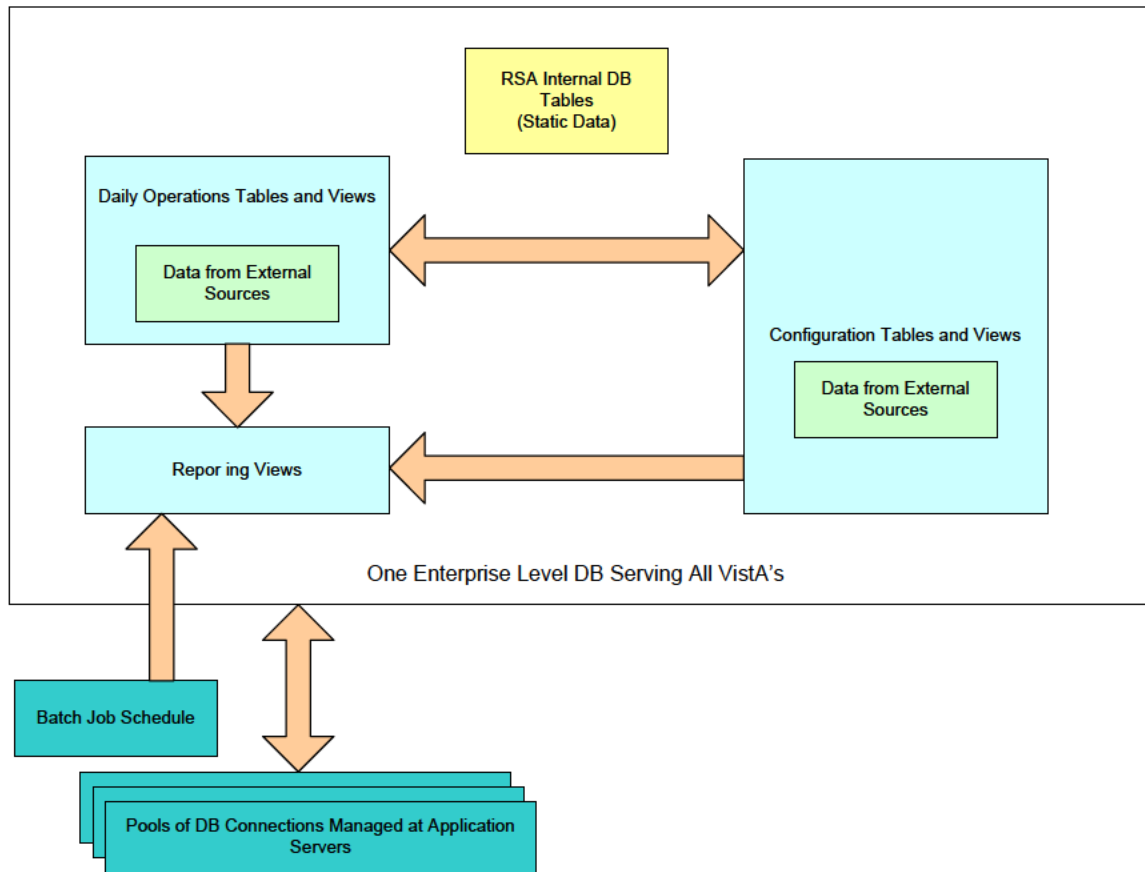 RSA Internal DB
Tables
(Static Data)
Daily Operations Tables and Views
Data from External
Sources
Configuration Tables and Views
Data from External
Sources
Repor ing Views
One Enterprise Level DB Serving All VistA's
Batch Job Schedule
Pools of DB Connections Managed at Application
Servers